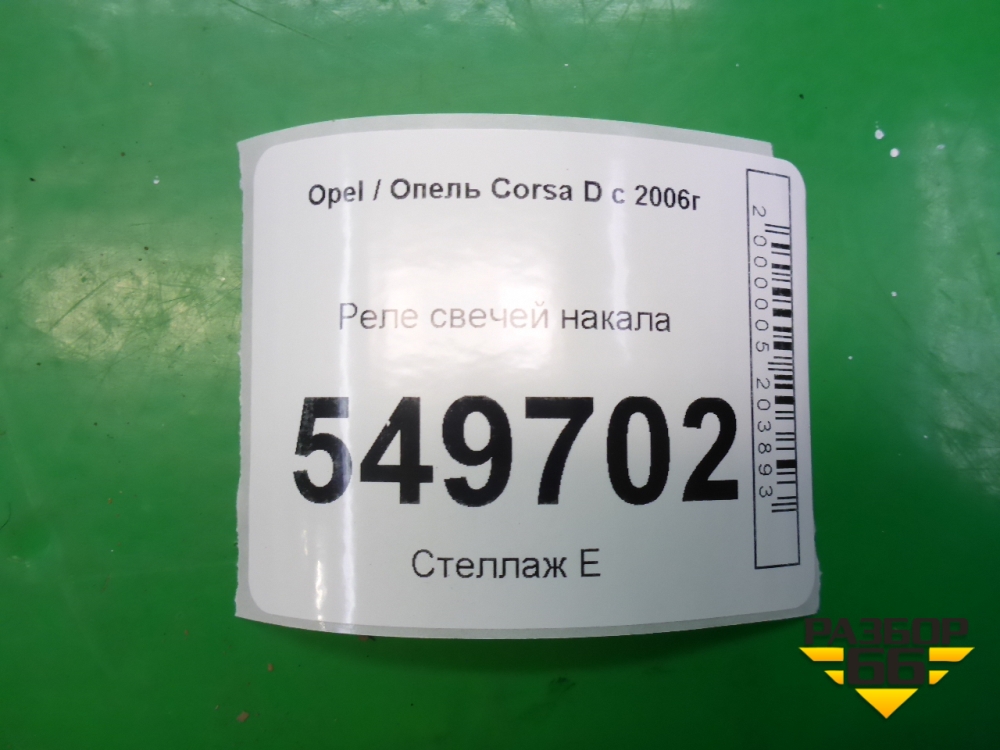 Opel / Опель Corsa D с 2006г
Реле свечей накала
549702
Стеллаж Е
2000005203893
РАЗБОР
66